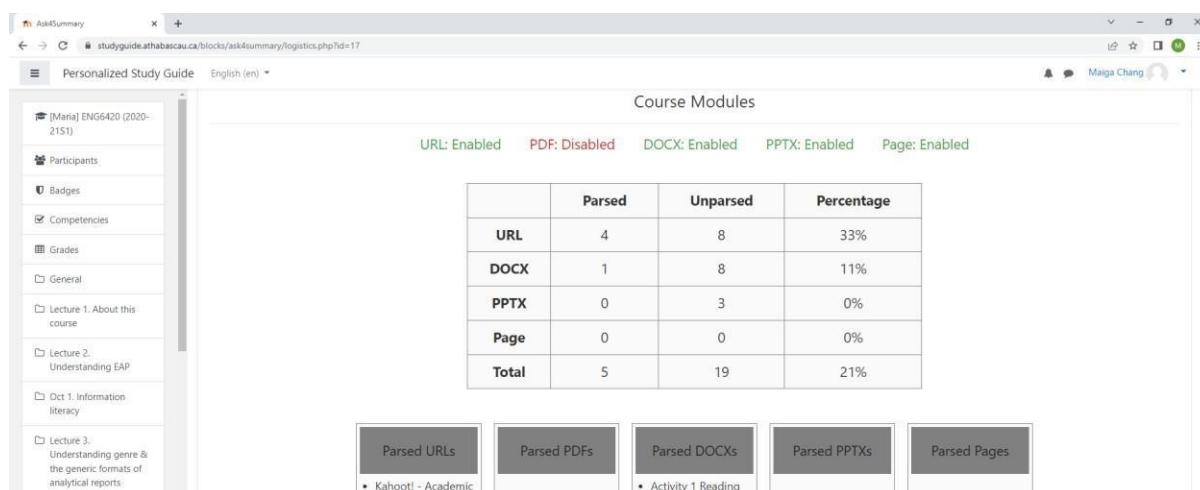 Ask4Summary
studyguide.athabascau.ca/blocks/ask4summary/logistics.php?id=17
M
Personalized Study Guide English (en)
Maiga Chang
[Maria] ENG6420 (2020-
21S1)
Participants
Badges
Competencies
Grades
General
Lecture 1. About this
course
Lecture 2.
Understanding EAP
Oct 1. Information
literacy
Lecture 3.
Understanding genre &
the generic formats of
analytical reports
Course Modules
URL: Enabled PDF: Disabled DOCX: Enabled PPTX: Enabled Page: Enabled
Parsed Unparsed Percentage
URL 4 8 33%
DOCX 1 8 11%
PPTX 0 3 0%
Page 0 0 0%
Total 5 19 21%
Parsed URLs Parsed PDFs Parsed DOCXs Parsed PPTXs Parsed Pages
• Kahoot! - Academic • Activity 1 Reading